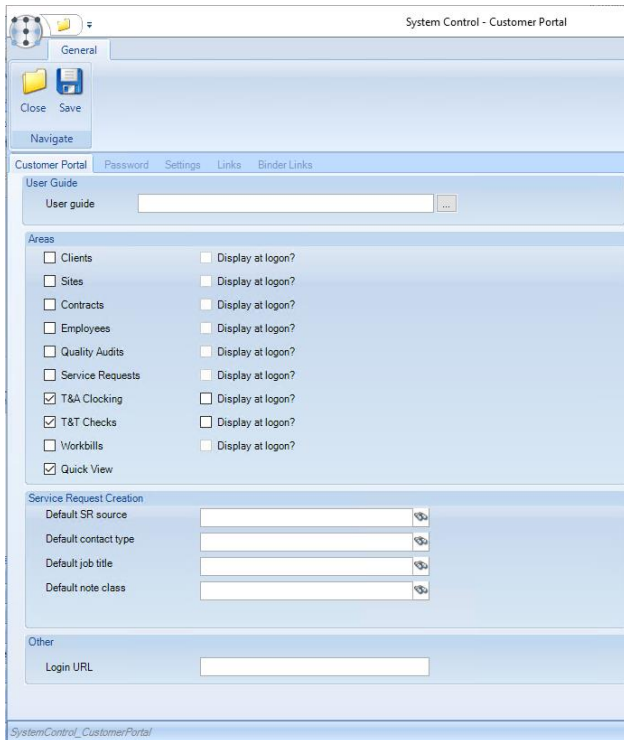 System Control - Customer Portal
General
Close Save
Navigate
Customer Portal Password Settings Links Binder Links
User Guide
User guide ...
Areas
Clients Display at logon?
Sites Display at logon?
Contracts Display at logon?
Employees Display at logon?
Quality Audits Display at logon?
Service Requests Display at logon?
T&A Clocking Display at logon?
T&T Checks Display at logon?
Workbills Display at logon?
Quick View
Service Request Creation
Default SR source
Default contact type
Default job title
Default note class
Other
Login URL
SystemControl_CustomerPortal